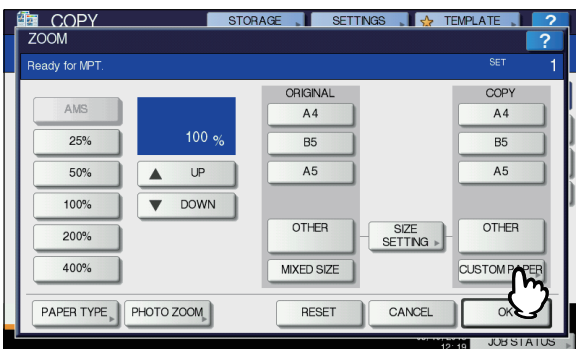 COPY STORAGE SETTINGS TEMPLATE ?
ZOOM ?
Ready for MPT. SET 1
ORIGINAL COPY
AMS A4 A4
25% 100 % B5 B5
50% UP A5 A5
100% DOWN
200% OTHER SIZE SETTING OTHER
400% MIXED SIZE CUSTOM PAPER
PAPER TYPE PHOTO ZOOM RESET CANCEL OK
12:19 JOB STATUS